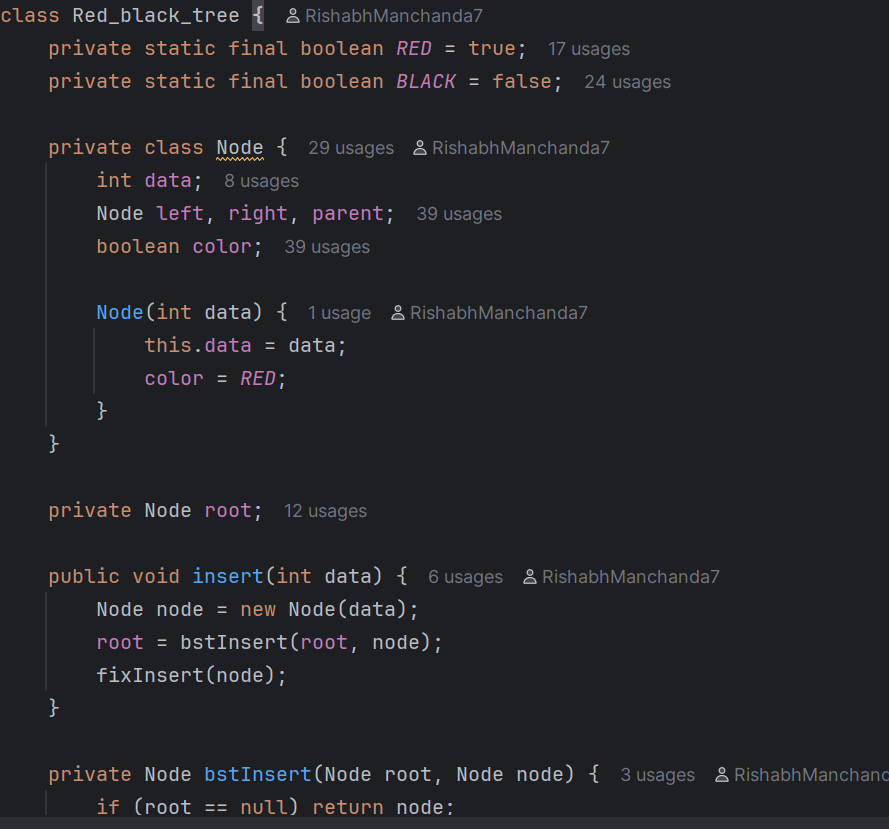 class Red_black_tree { RishabhManchanda7
private static final boolean RED = true; 17 usages
private static final boolean BLACK = false; 24 usages
private class Node { 29 usages RishabhManchanda7
int data; 8 usages
Node left, right, parent; 39 usages
boolean color; 39 usages
Node(int data) { 1 usage RishabhManchanda7
this.data = data;
color = RED;
}
}
private Node root; 12 usages
public void insert(int data) { 6 usages RishabhManchanda7
Node node = new Node(data);
root = bstInsert(root, node);
fixInsert(node);
}
private Node bstInsert(Node root, Node node) { 3 usages RishabhManchand
if (root == null) return node;